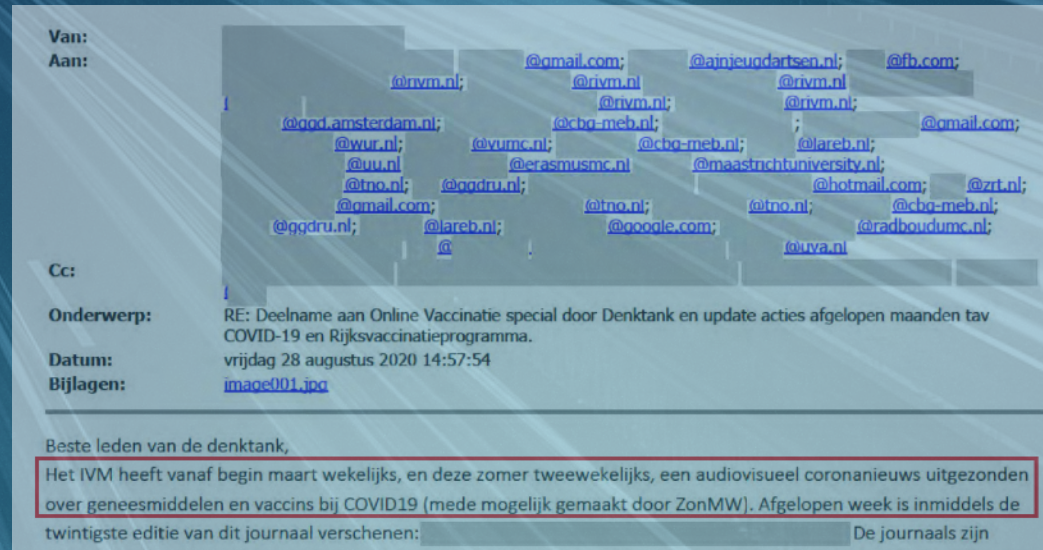 Van:
Aan: @gmail.com; @ajnjeugdartsen.nl; @fb.com;
@rivm.nl; @rivm.nl @rivm.nl
@rivm.nl; @rivm.nl;
@ggd.amsterdam.nl; @cbg-meb.nl; ; @gmail.com;
@wur.nl; @vumc.nl; @cbg-meb.nl; @lareb.nl;
@uu.nl @erasmusmc.nl @maastrichtuniversity.nl;
@tno.nl; @ggdru.nl; @hotmail.com; @zrt.nl;
@gmail.com; @tno.nl; @tno.nl; @cbg-meb.nl;
@ggdru.nl; @lareb.nl; @google.com; @radboudumc.nl;
@ @uva.nl
Cc:
Onderwerp: RE: Deelname aan Online Vaccinatie special door Denktank en update acties afgelopen maanden tav
COVID-19 en Rijksvaccinatieprogramma.
Datum: vrijdag 28 augustus 2020 14:57:54
Bijlagen: image001.jpg
Beste leden van de denktank,
Het IVM heeft vanaf begin maart wekelijks, en deze zomer tweewekelijks, een audiovisueel coronanieuws uitgezonden
over geneesmiddelen en vaccins bij COVID19 (mede mogelijk gemaakt door ZonMW). Afgelopen week is inmiddels de
twintigste editie van dit journaal verschenen: De journaals zijn